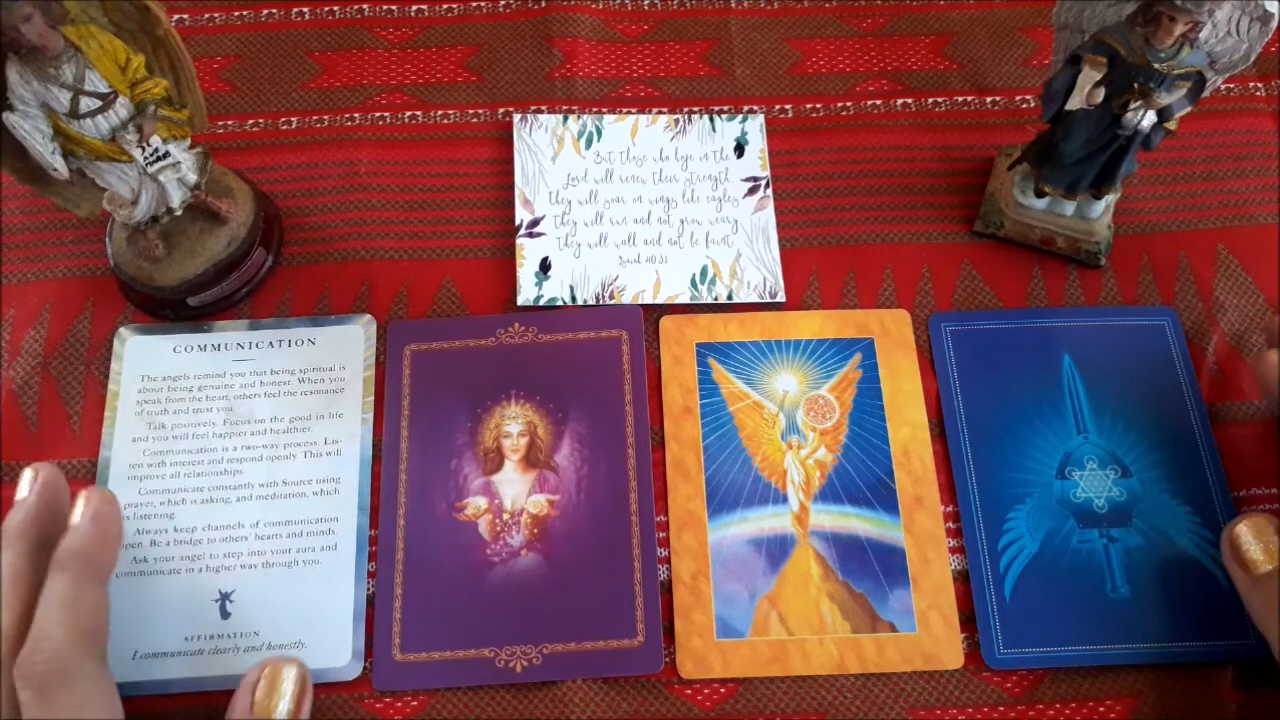 But those who hope in the
Lord will renew their strength.
They will soar on wings like eagles
They will run and not grow weary
They will walk and not be faint.
Isaiah 40:31
AVE
MARIA
COMMUNICATION
The angels remind you that being spiritual is
about being genuine and honest. When you
speak from the heart, others feel the resonance
of truth and trust you.
Talk positively. Focus on the good in life
and you will feel happier and healthier.
Communication is a two-way process. Lis-
ten with interest and respond openly. This will
improve all relationships.
Communicate constantly with Source using
prayer, which is asking, and meditation, which
is listening.
Always keep channels of communication
open. Be a bridge to others' hearts and minds.
Ask your angel to step into your aura and
communicate in a higher way through you.
AFFIRMATION
I communicate clearly and honestly.